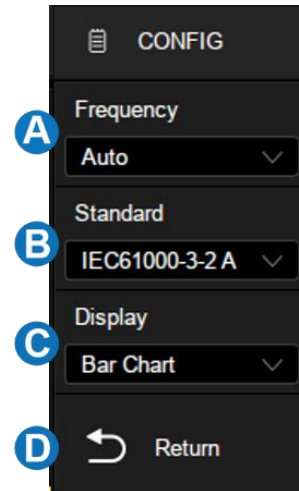 CONFIG
A
Frequency
Auto
B
Standard
IEC61000-3-2 A
C
Display
Bar Chart
D
Return